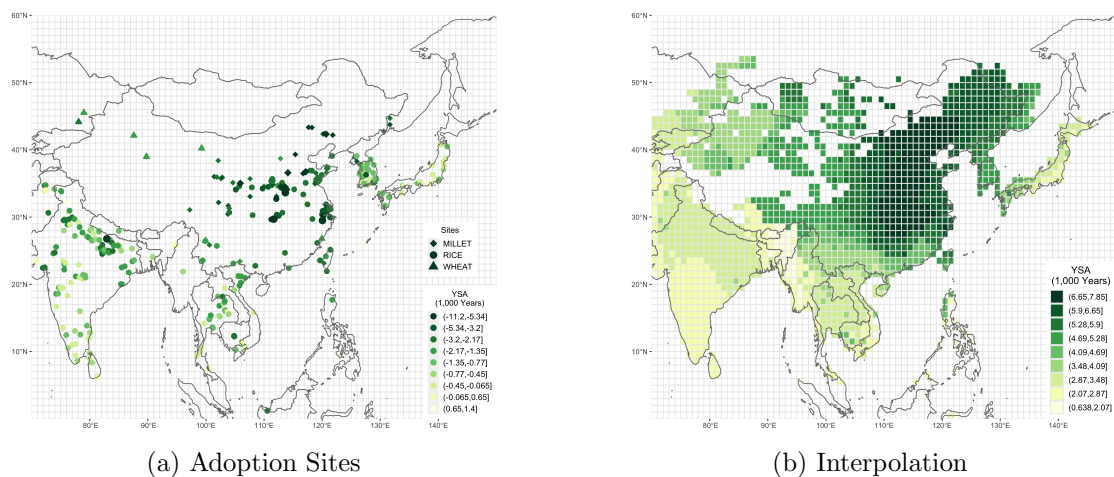 60°N
50°N
40°N
30°N
20°N
10°N
80°E
90°E
100°E
110°E
120°E
130°E
140°E
Sites
MILLET
RICE
WHEAT
YSA
(1,000 Years)
(-11.2,-5.34]
(-5.34,-3.2]
(-3.2,-2.17]
(-2.17,-1.35]
(-1.35,-0.77]
(-0.77,-0.45]
(-0.45,-0.065]
(-0.065,0.65]
(0.65,1.4]
(a) Adoption Sites
60°N
50°N
40°N
30°N
20°N
10°N
80°E
90°E
100°E
110°E
120°E
130°E
140°E
YSA
(1,000 Years)
(6.65,7.85]
(5.9,6.65]
(5.28,5.9]
(4.69,5.28]
(4.09,4.69]
(3.48,4.09]
(2.87,3.48]
(2.07,2.87]
(0.638,2.07]
(b) Interpolation